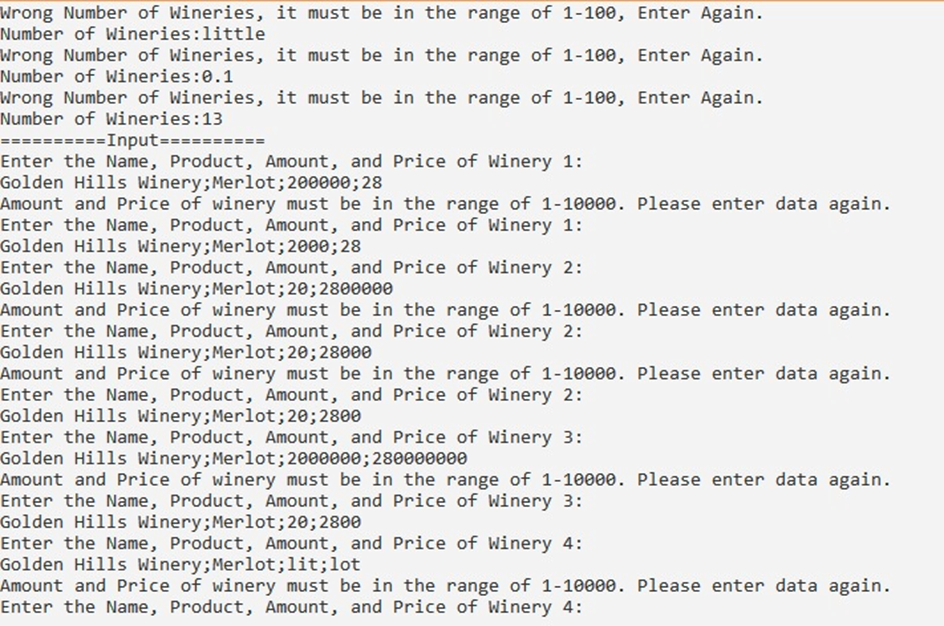 Wrong Number of Wineries, it must be in the range of 1-100, Enter Again.
Number of Wineries:little
Wrong Number of Wineries, it must be in the range of 1-100, Enter Again.
Number of Wineries:0.1
Wrong Number of Wineries, it must be in the range of 1-100, Enter Again.
Number of Wineries:13
==========Input==========
Enter the Name, Product, Amount, and Price of Winery 1:
Golden Hills Winery;Merlot;200000;28
Amount and Price of winery must be in the range of 1-10000. Please enter data again.
Enter the Name, Product, Amount, and Price of Winery 1:
Golden Hills Winery;Merlot;2000;28
Enter the Name, Product, Amount, and Price of Winery 2:
Golden Hills Winery;Merlot;20;2800000
Amount and Price of winery must be in the range of 1-10000. Please enter data again.
Enter the Name, Product, Amount, and Price of Winery 2:
Golden Hills Winery;Merlot;20;28000
Amount and Price of winery must be in the range of 1-10000. Please enter data again.
Enter the Name, Product, Amount, and Price of Winery 2:
Golden Hills Winery;Merlot;20;2800
Enter the Name, Product, Amount, and Price of Winery 3:
Golden Hills Winery;Merlot;2000000;280000000
Amount and Price of winery must be in the range of 1-10000. Please enter data again.
Enter the Name, Product, Amount, and Price of Winery 3:
Golden Hills Winery;Merlot;20;2800
Enter the Name, Product, Amount, and Price of Winery 4:
Golden Hills Winery;Merlot;lit;lot
Amount and Price of winery must be in the range of 1-10000. Please enter data again.
Enter the Name, Product, Amount, and Price of Winery 4: